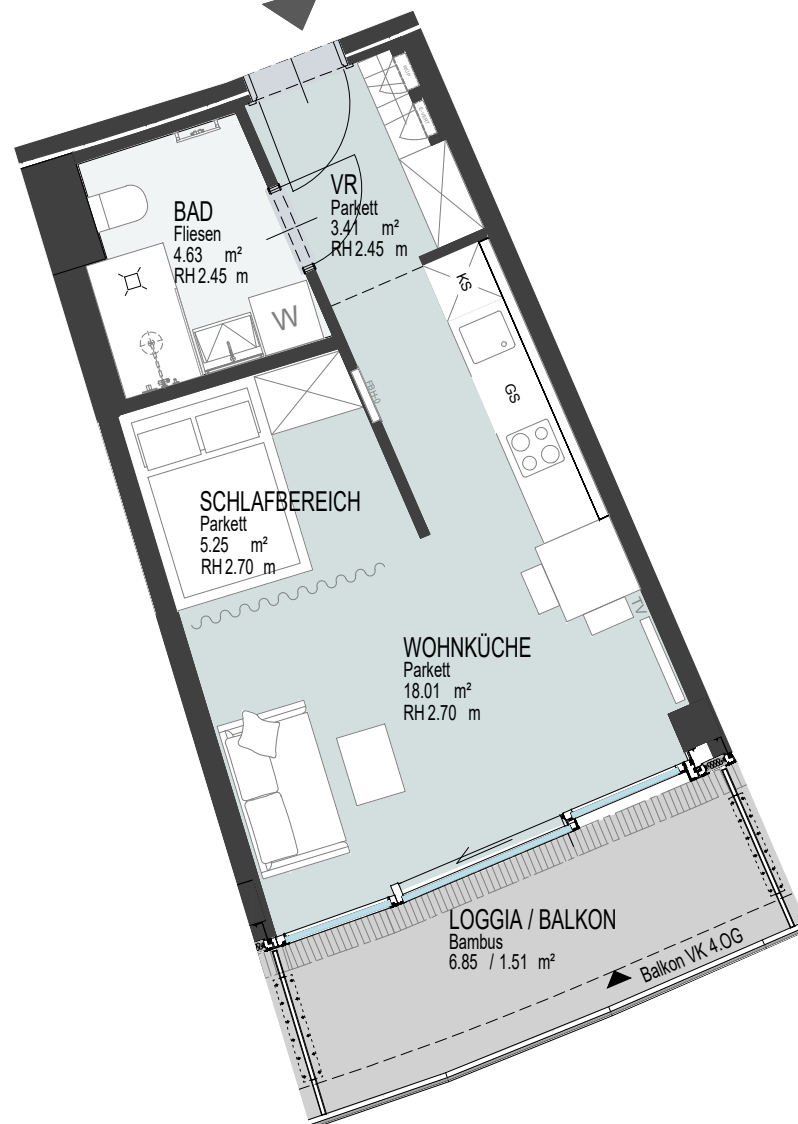 BAD
Fliesen
4.63 m²
RH 2.45 m
VR
Parkett
3.41 m²
RH 2.45 m
W
KS
GS
FBH-0
SCHLAFBEREICH
Parkett
5.25 m²
RH 2.70 m
TV
WOHNKÜCHE
Parkett
18.01 m²
RH 2.70 m
LOGGIA / BALKON
Bambus
6.85 / 1.51 m²
Balkon VK 4.OG